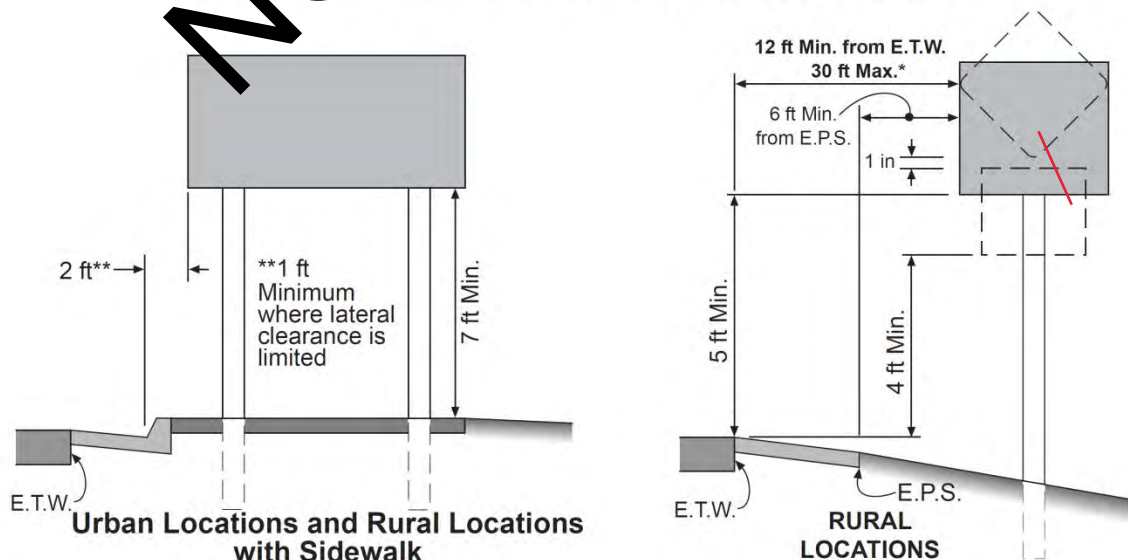 2 ft**
**1 ft
Minimum
where lateral
clearance is
limited
7 ft Min.
E.T.W.
Urban Locations and Rural Locations
with Sidewalk
12 ft Min. from E.T.W.
30 ft Max.*
6 ft Min.
from E.P.S.
1 in
5 ft Min.
4 ft Min.
E.T.W.
E.P.S.
RURAL
LOCATIONS